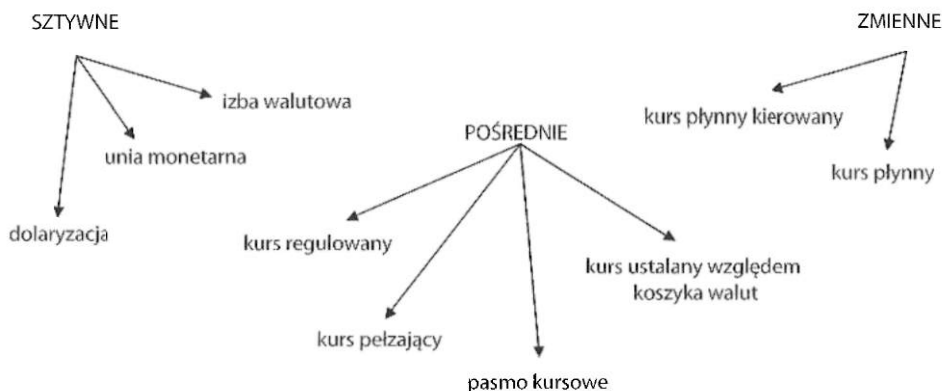 SZTYWNE
ZMIENNE
izba walutowa
kurs płynny kierowany
unia monetarna
POŚREDNIE
kurs płynny
dolaryzacja
kurs regulowany
kurs ustalany względem
koszyka walut
kurs pełzający
pasmo kursowe